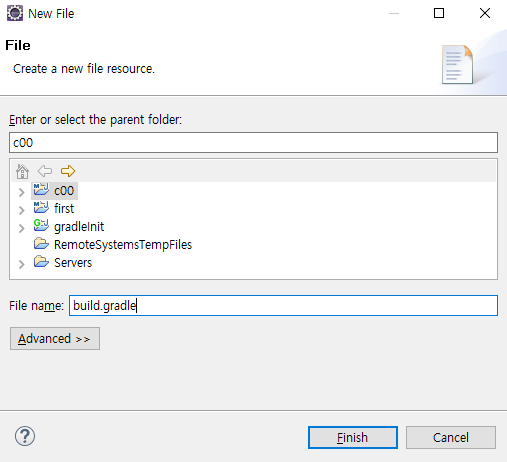 New File
File
Create a new file resource.
Enter or select the parent folder:
c00
c00
first
gradleInit
RemoteSystemsTempFiles
Servers
File name: build.gradle
Advanced >>
Finish Cancel